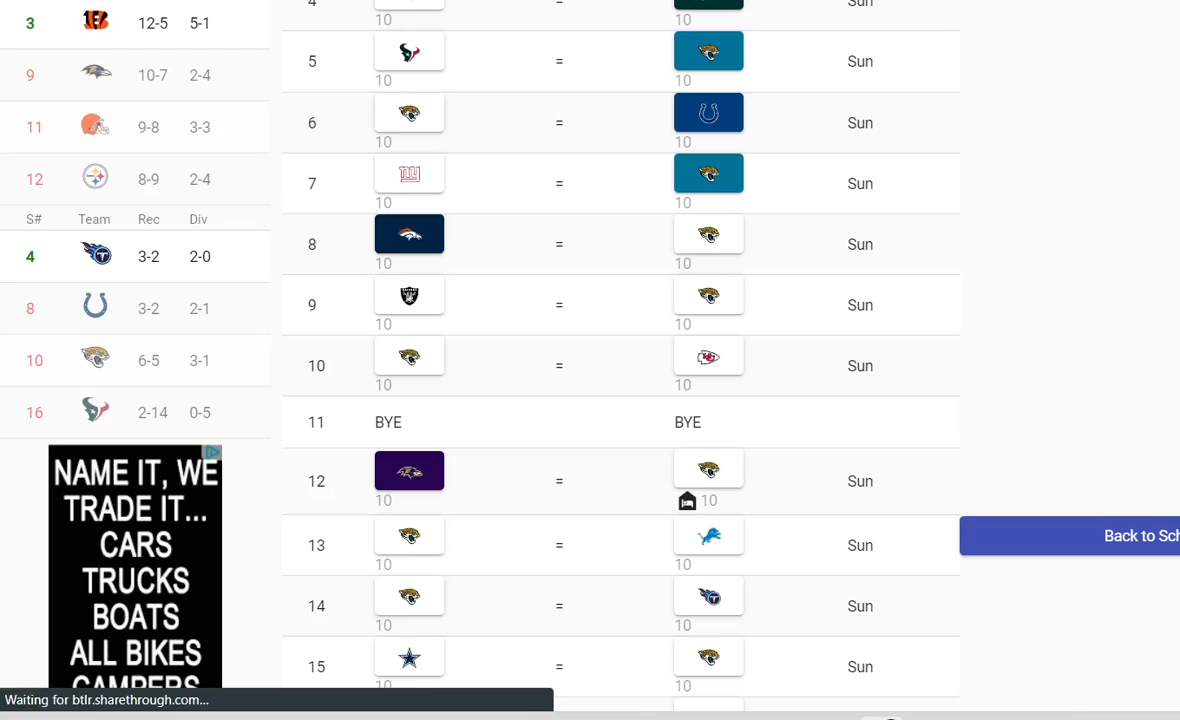 3 12-5 5-1
9 10-7 2-4
11 9-8 3-3
12 8-9 2-4
S# Team Rec Div
4 3-2 2-0
8 3-2 2-1
10 6-5 3-1
16 2-14 0-5
NAME IT, WE
TRADE IT...
CARS
TRUCKS
BOATS
ALL BIKES
CAMPERS
Waiting for btlr.sharethrough.com...
4 = Sun
10 10
5 = Sun
10 10
6 = Sun
10 10
7 = Sun
10 10
8 = Sun
10 10
9 = Sun
10 10
10 = Sun
10 10
11 BYE BYE
12 = Sun
10 10
13 = Sun
10 10
14 = Sun
10 10
15 = Sun
10 10
Back to Sch